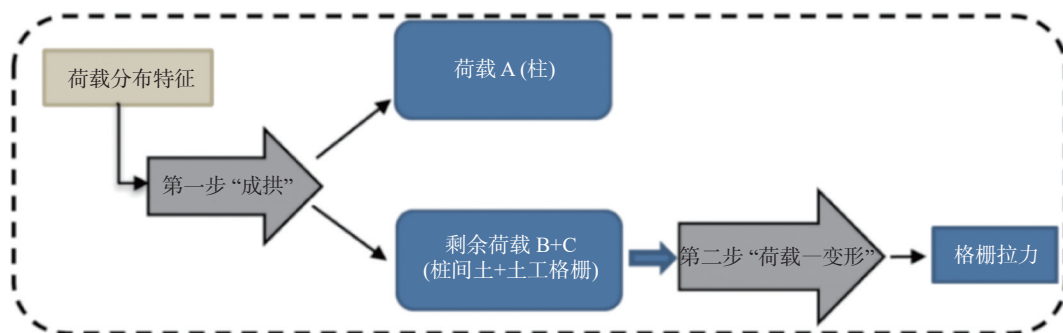 荷载分布特征
荷载 A (柱)
第一步 “成拱”
剩余荷载 B+C
(桩间土+土工格栅)
第二步 “荷载—变形”
格栅拉力